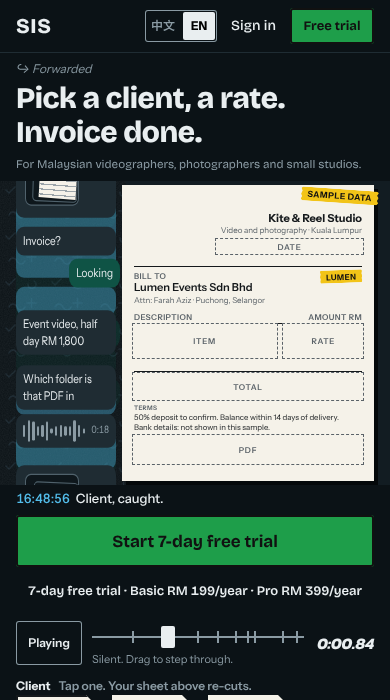 SIS
中文
EN
Sign in
Free trial
↪ Forwarded
Pick a client, a rate.
Invoice done.
For Malaysian videographers, photographers and small studios.
Invoice?
Looking
Event video, half
day RM 1,800
Which folder is
that PDF in
0:18
SAMPLE DATA
Kite & Reel Studio
Video and photography · Kuala Lumpur
DATE
BILL TO
Lumen Events Sdn Bhd
Attn: Farah Aziz · Puchong, Selangor
LUMEN
DESCRIPTION
AMOUNT RM
ITEM
RATE
TOTAL
TERMS
50% deposit to confirm. Balance within 14 days of delivery.
Bank details: not shown in this sample.
PDF
16:48:56 Client, caught.
Start 7-day free trial
7-day free trial · Basic RM 199/year · Pro RM 399/year
Playing
0:00.84
Silent. Drag to step through.
Client Tap one. Your sheet above re-cuts.